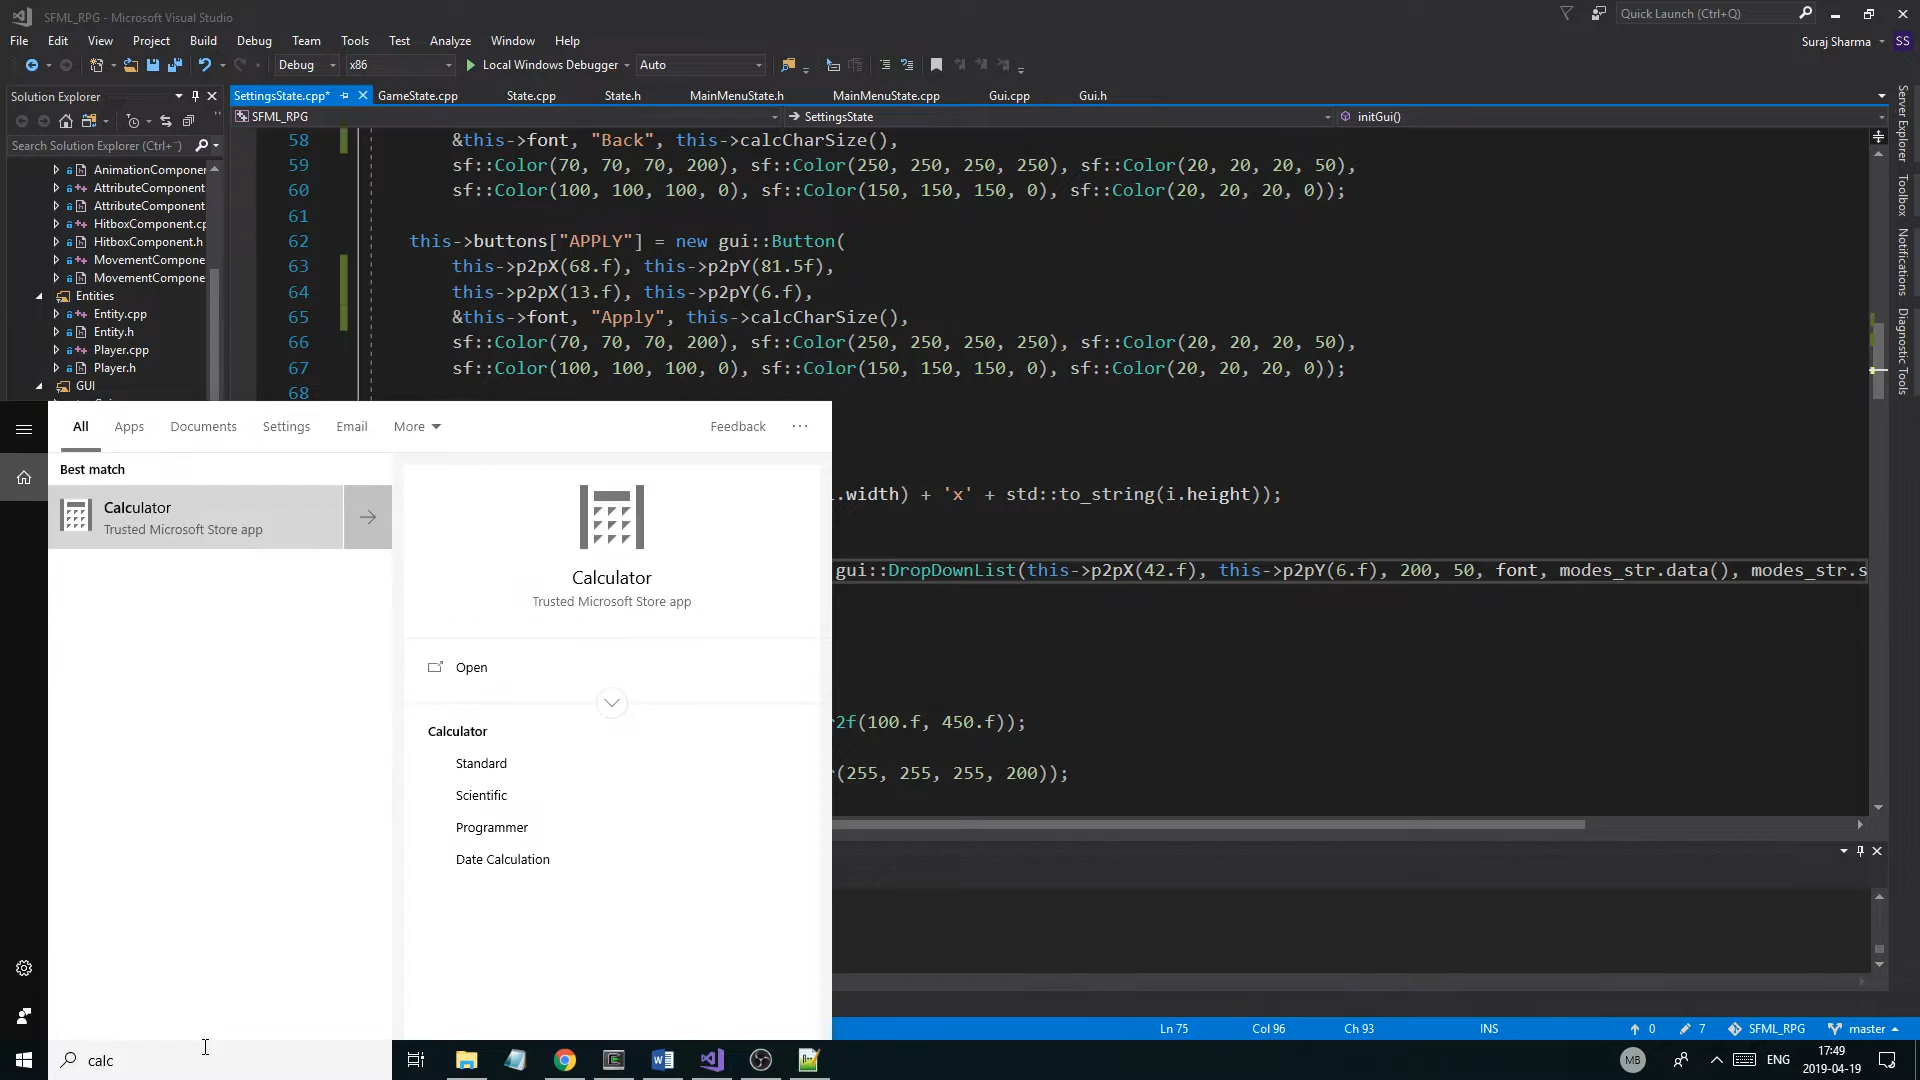 SFML_RPG - Microsoft Visual Studio
Quick Launch (Ctrl+Q)
File Edit View Project Build Debug Team Tools Test Analyze Window Help
Suraj Sharma SS
Debug x86 Local Windows Debugger Auto
Solution Explorer
SettingsState.cpp* GameState.cpp State.cpp State.h MainMenuState.h MainMenuState.cpp Gui.cpp Gui.h
SFML_RPG SettingsState initGui()
Search Solution Explorer (Ctrl+
AnimationComponer
AttributeComponent
AttributeComponent
HitboxComponent.cp
HitboxComponent.h
MovementCompone
MovementCompone
Entities
Entity.cpp
Entity.h
Player.cpp
Player.h
GUI
58 &this->font, "Back", this->calcCharSize(),
59 sf::Color(70, 70, 70, 200), sf::Color(250, 250, 250, 250), sf::Color(20, 20, 20, 50),
60 sf::Color(100, 100, 100, 0), sf::Color(150, 150, 150, 0), sf::Color(20, 20, 20, 0));
61
62 this->buttons["APPLY"] = new gui::Button(
63 this->p2pX(68.f), this->p2pY(81.5f),
64 this->p2pX(13.f), this->p2pY(6.f),
65 &this->font, "Apply", this->calcCharSize(),
66 sf::Color(70, 70, 70, 200), sf::Color(250, 250, 250, 250), sf::Color(20, 20, 20, 50),
67 sf::Color(100, 100, 100, 0), sf::Color(150, 150, 150, 0), sf::Color(20, 20, 20, 0));
68
.width) + 'x' + std::to_string(i.height));
gui::DropDownList(this->p2pX(42.f), this->p2pY(6.f), 200, 50, font, modes_str.data(), modes_str.s
2f(100.f, 450.f));
(255, 255, 255, 200));
Server Explorer
Toolbox
Notifications
Diagnostic Tools
All Apps Documents Settings Email More Feedback
Best match
Calculator
Trusted Microsoft Store app
Calculator
Trusted Microsoft Store app
Open
Calculator
Standard
Scientific
Programmer
Date Calculation
Ln 75 Col 96 Ch 93 INS 0 7 SFML_RPG master
calc
MB ENG 17:49
2019-04-19